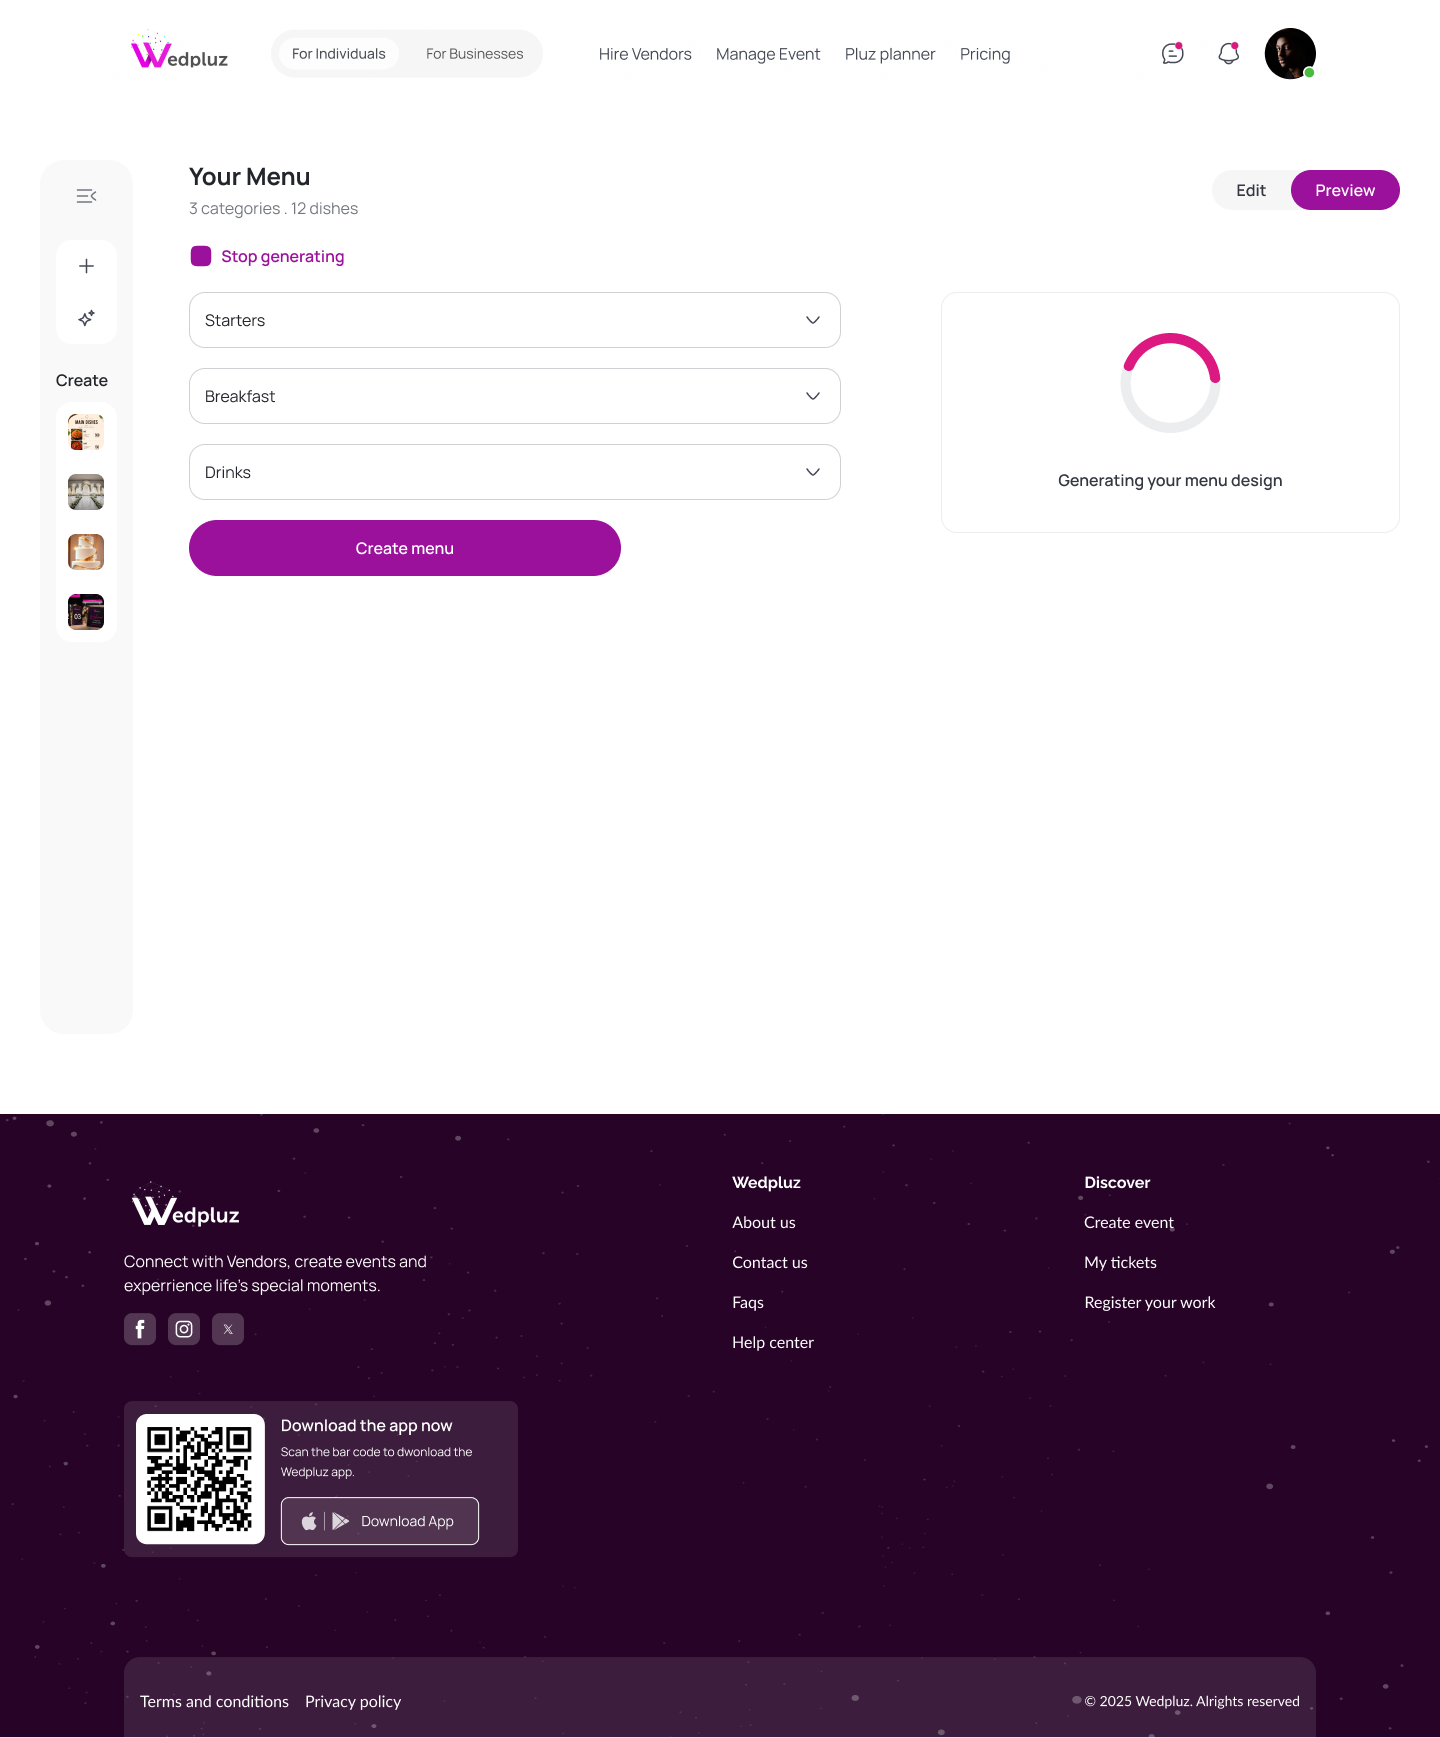 Wedpluz
For Individuals
For Businesses
Hire Vendors
Manage Event
Pluz planner
Pricing
Your Menu
3 categories . 12 dishes
Edit
Preview
Stop generating
Starters
Breakfast
Drinks
Create menu
Generating your menu design
Create
MAIN DISHES
03
Wedpluz
Connect with Vendors, create events and
experrience life's special moments.
Wedpluz
About us
Contact us
Faqs
Help center
Discover
Create event
My tickets
Register your work
Download the app now
Scan the bar code to dwonload the
Wedpluz app.
Download App
Terms and conditions
Privacy policy
© 2025 Wedpluz. Alrights reserved